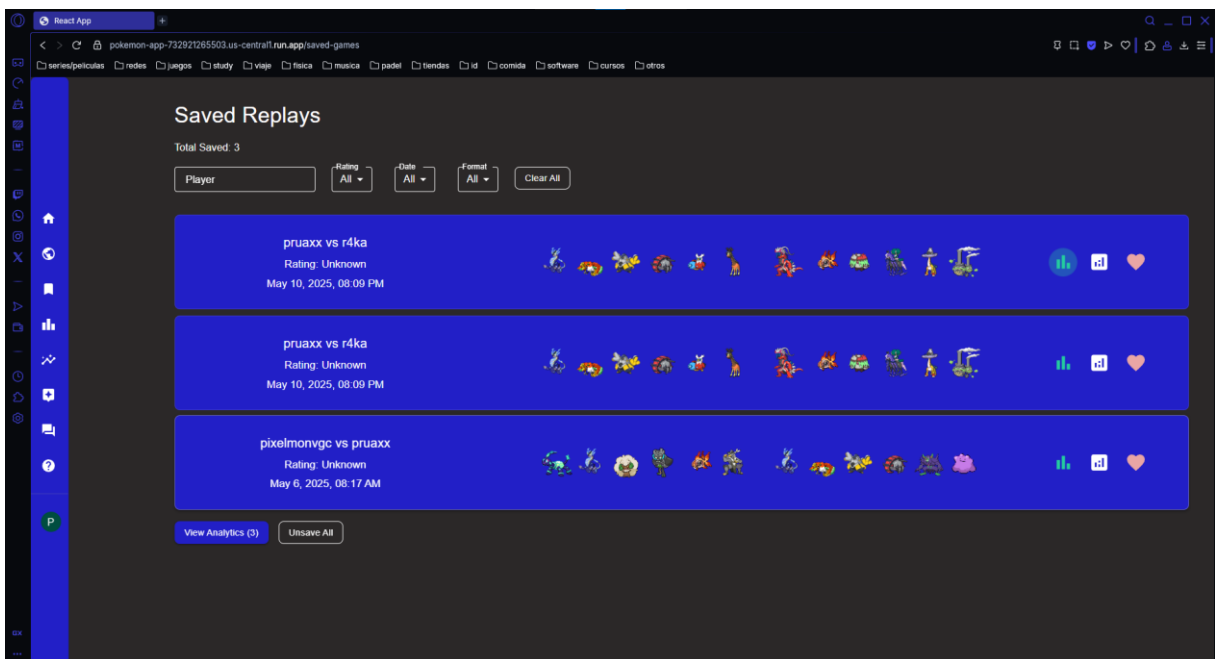 React App
pokemon-app-732921265503.us-central1.run.app/saved-games
series/peliculas redes juegos study viaje fisica musica padel tiendas id comida software cursos otros
Saved Replays
Total Saved: 3
Player
Rating
All
Date
All
Format
All
Clear All
pruaxx vs r4ka
Rating: Unknown
May 10, 2025, 08:09 PM
pruaxx vs r4ka
Rating: Unknown
May 10, 2025, 08:09 PM
pixelmonvgc vs pruaxx
Rating: Unknown
May 6, 2025, 08:17 AM
P
View Analytics (3)
Unsave All
GX